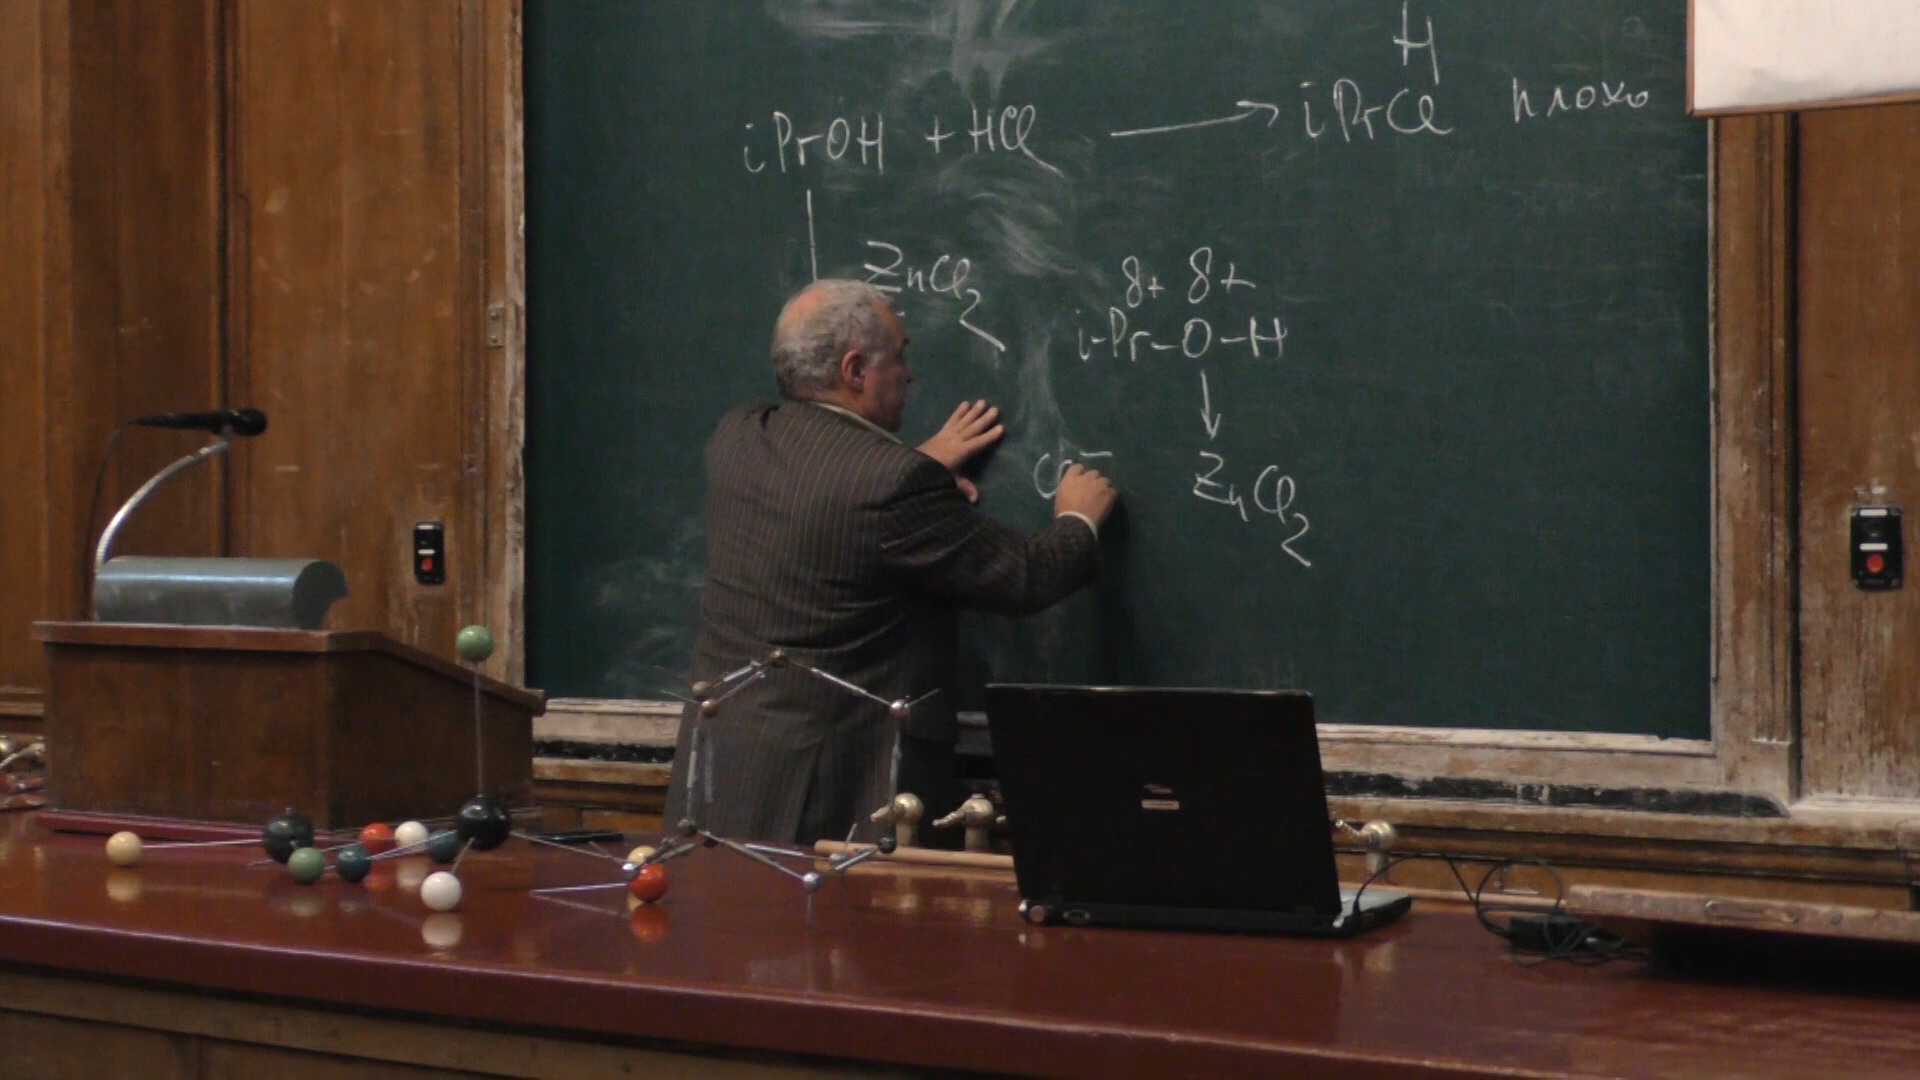 H
iPrOH + HCl → iPrCl плохо
ZnCl₂
δ+ δ+
i-Pr-O-H
↓
Cl⁻ ZnCl₂